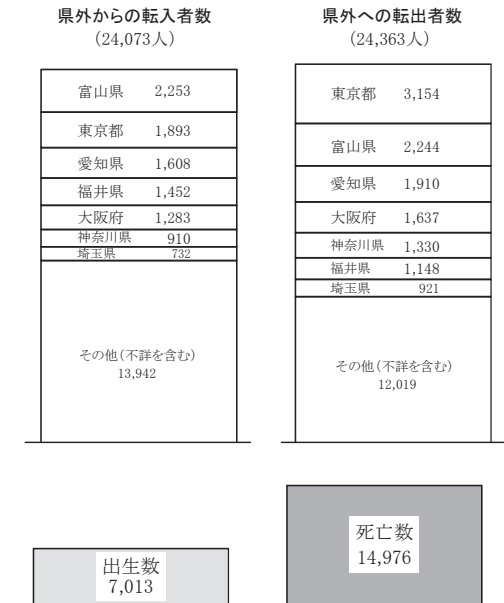 県外からの転入者数
（24,073人）
富山県 2,253
東京都 1,893
愛知県 1,608
福井県 1,452
大阪府 1,283
神奈川県 910
埼玉県 732
その他（不詳を含む）
13,942
県外への転出者数
（24,363人）
東京都 3,154
富山県 2,244
愛知県 1,910
大阪府 1,637
神奈川県 1,330
福井県 1,148
埼玉県 921
その他（不詳を含む）
12,019
出生数
7,013
死亡数
14,976